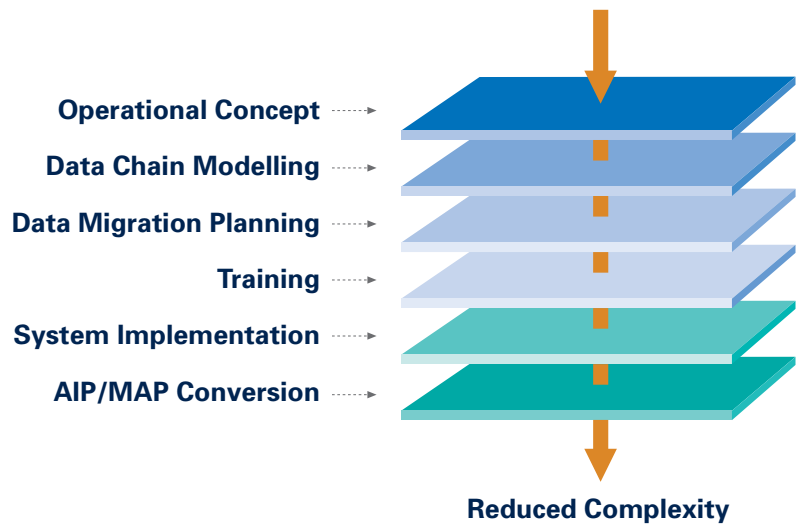 Operational Concept
Data Chain Modelling
Data Migration Planning
Training
System Implementation
AIP/MAP Conversion
Reduced Complexity